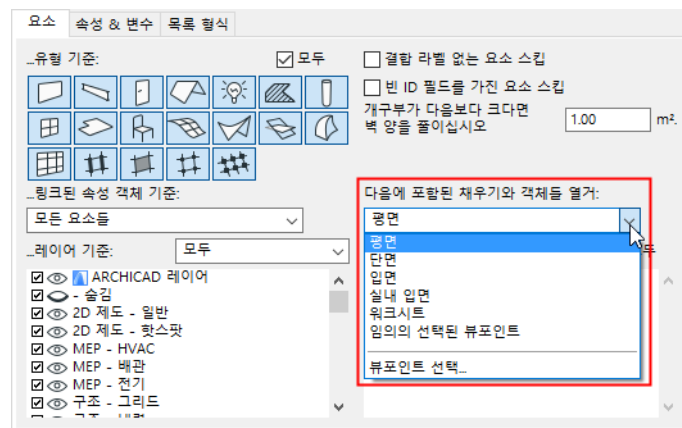 요소 속성 & 변수 목록 형식
...유형 기준: 모두
결합 라벨 없는 요소 스킵
빈 ID 필드를 가진 요소 스킵
개구부가 다음보다 크다면
벽 양을 줄이십시오 1.00 m².
...링크된 속성 객체 기준:
모든 요소들
...레이어 기준: 모두
ARCHICAD 레이어
- 숨김
2D 제도 - 일반
2D 제도 - 핫스팟
MEP - HVAC
MEP - 배관
MEP - 전기
구조 - 그리드
다음에 포함된 채우기와 객체들 열거:
평면
평면
단면
입면
실내 입면
워크시트
임의의 선택된 뷰포인트
뷰포인트 선택...